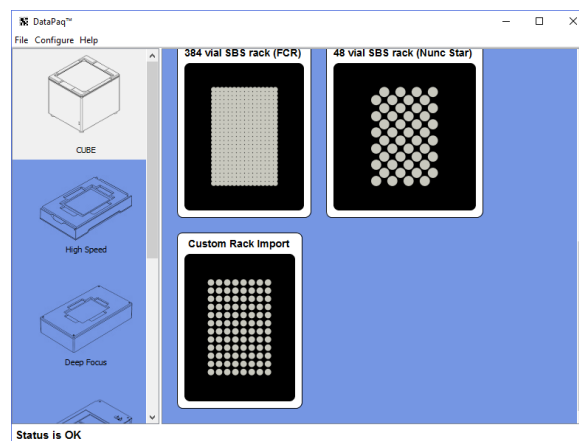 DataPaq™
File Configure Help
384 vial SBS rack (FCR)
48 vial SBS rack (Nunc Star)
CUBE
High Speed
Custom Rack Import
Deep Focus
Status is OK